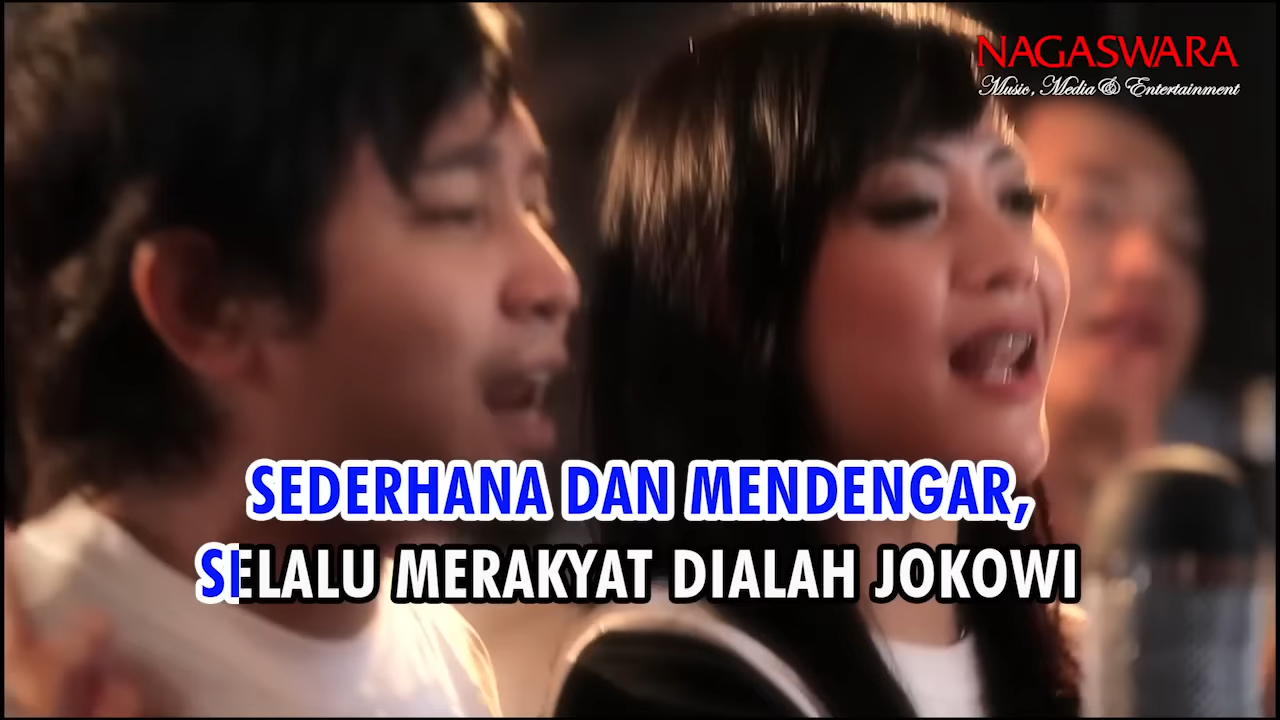 NAGASWARA
Music, Media & Entertainment
SEDERHANA DAN MENDENGAR,
SELALU MERAKYAT DIALAH JOKOWI